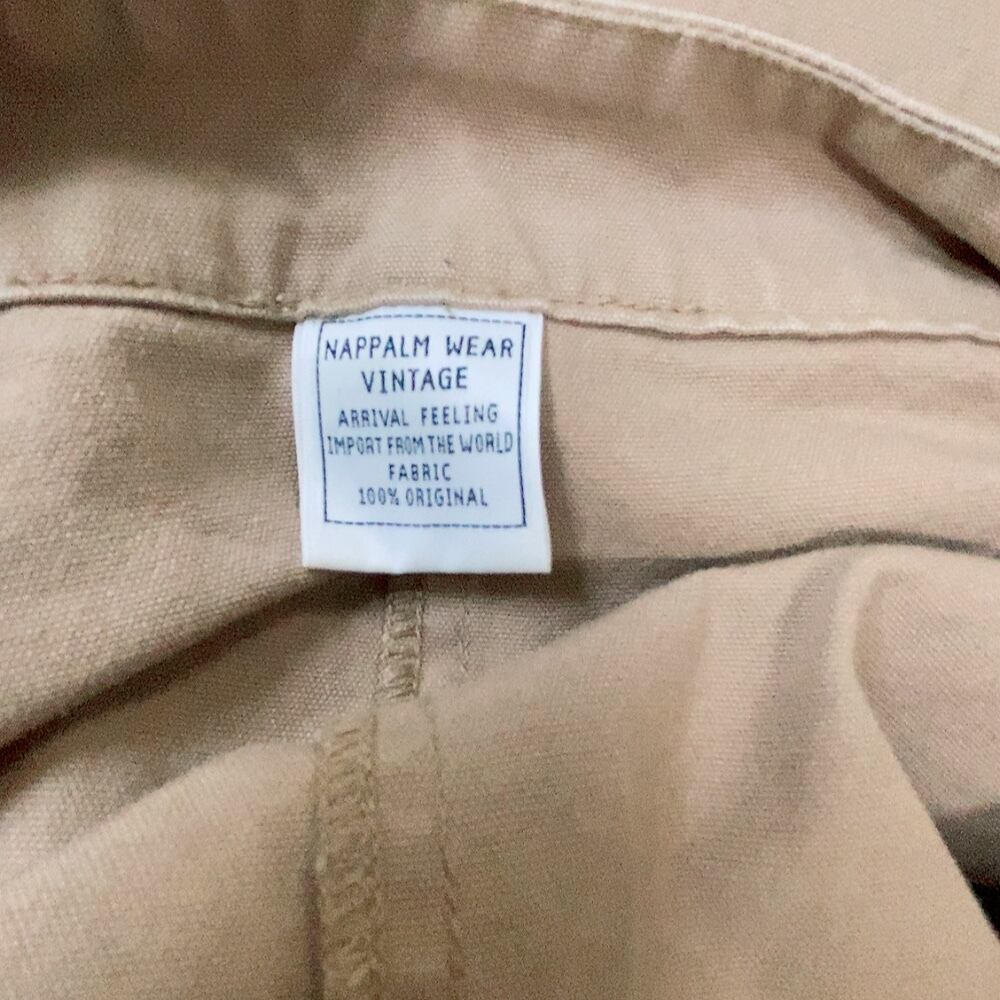 NAPPALM WEAR
VINTAGE
ARRIVAL FEELING
IMPORT FROM THE WORLD
FABRIC
100% ORIGINAL